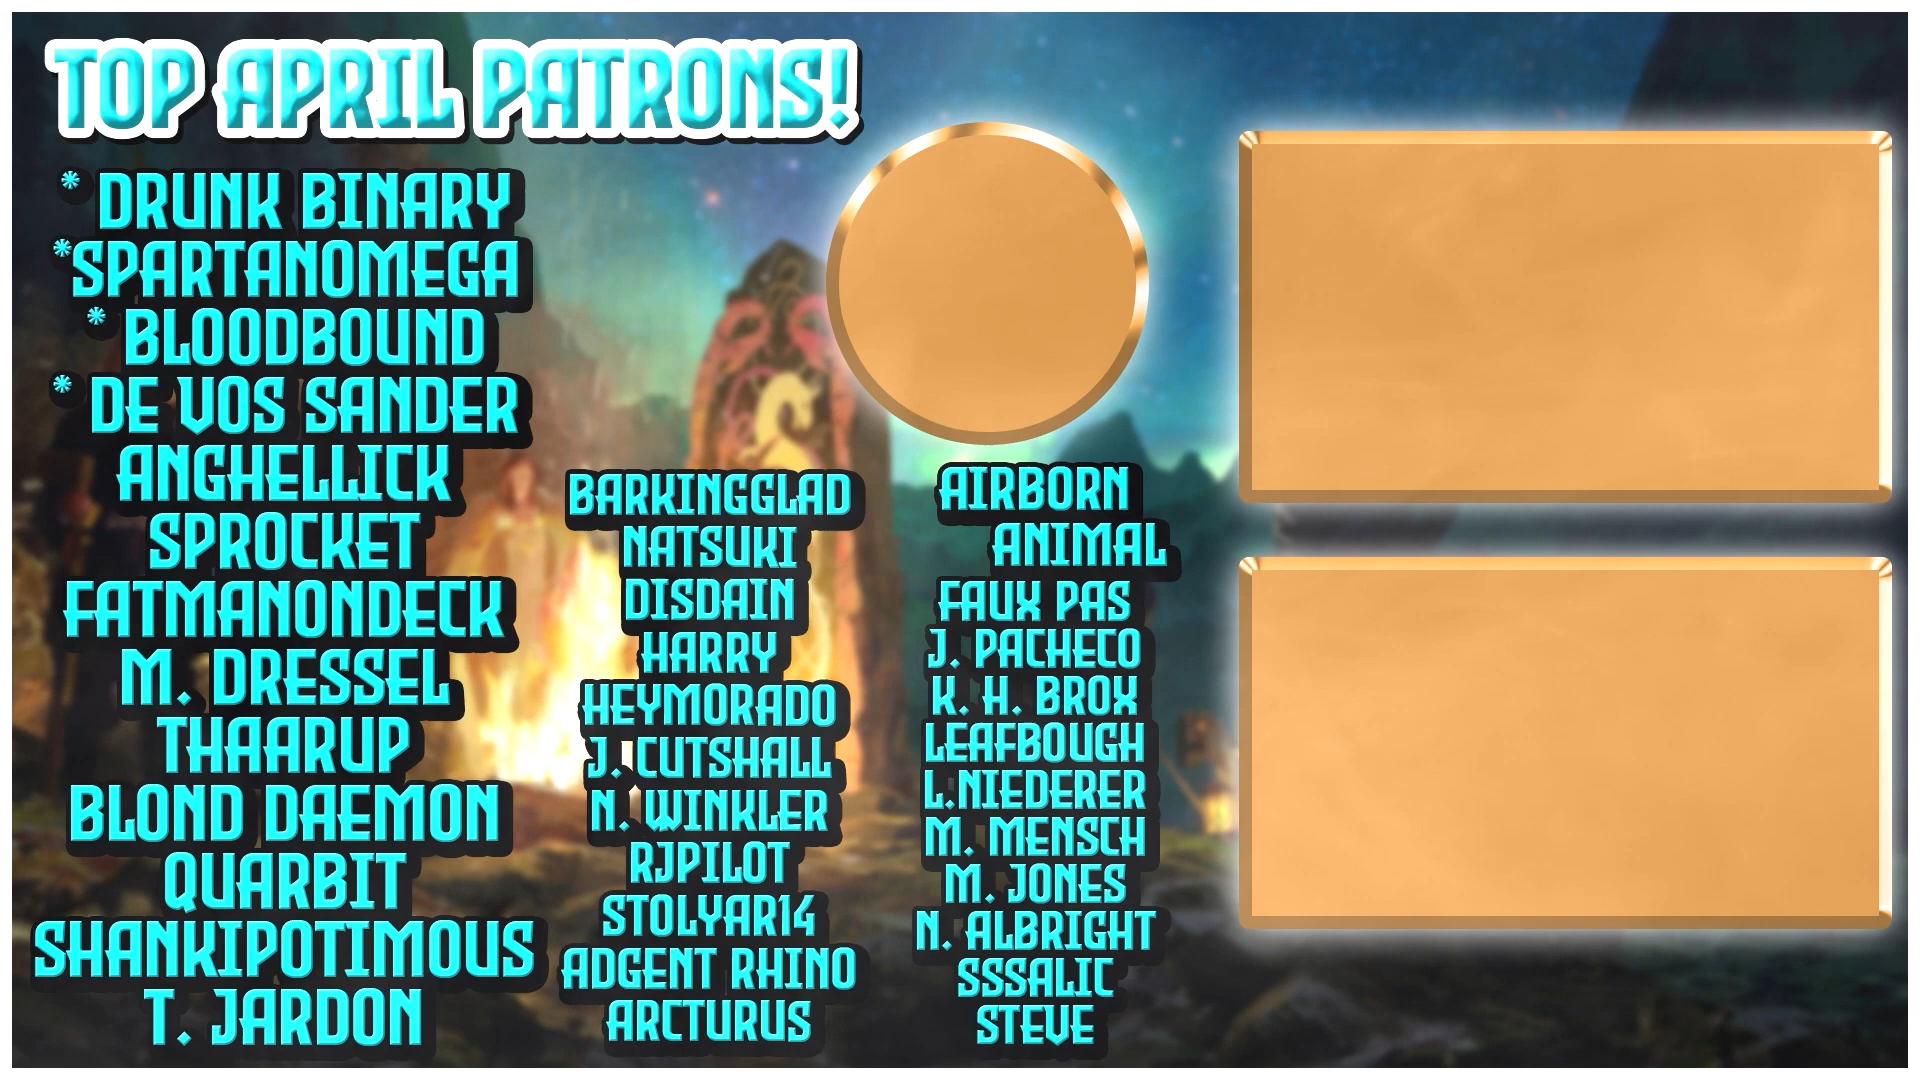 TOP APRIL PATRONS!
* DRUNK BINARY
*SPARTANOMEGA
* BLOODBOUND
* DE VOS SANDER
ANGHELLICK
SPROCKET
FATMANONDECK
M. DRESSEL
THAARUP
BLOND DAEMON
QUARBIT
SHANKIPOTIMOUS
T. JARDON
BARKINGGLAD
NATSUKI
DISDAIN
HARRY
HEYMORADO
J. CUTSHALL
N. WINKLER
RJPILOT
STOLYAR14
ADGENT RHINO
ARCTURUS
AIRBORN
ANIMAL
FAUX PAS
J. PACHECO
K. H. BROX
LEAFBOUGH
L.NIEDERER
M. MENSCH
M. JONES
N. ALBRIGHT
SSSALIC
STEVE